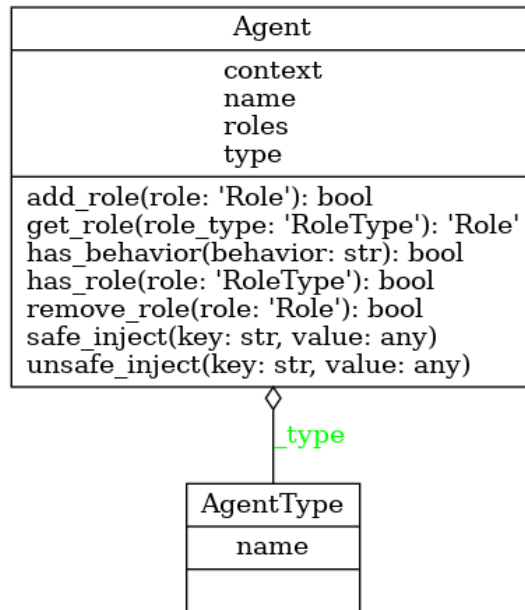 Agent
context
name
roles
type
add_role(role: 'Role'): bool
get_role(role_type: 'RoleType'): 'Role'
has_behavior(behavior: str): bool
has_role(role: 'RoleType'): bool
remove_role(role: 'Role'): bool
safe_inject(key: str, value: any)
unsafe_inject(key: str, value: any)
_type
AgentType
name